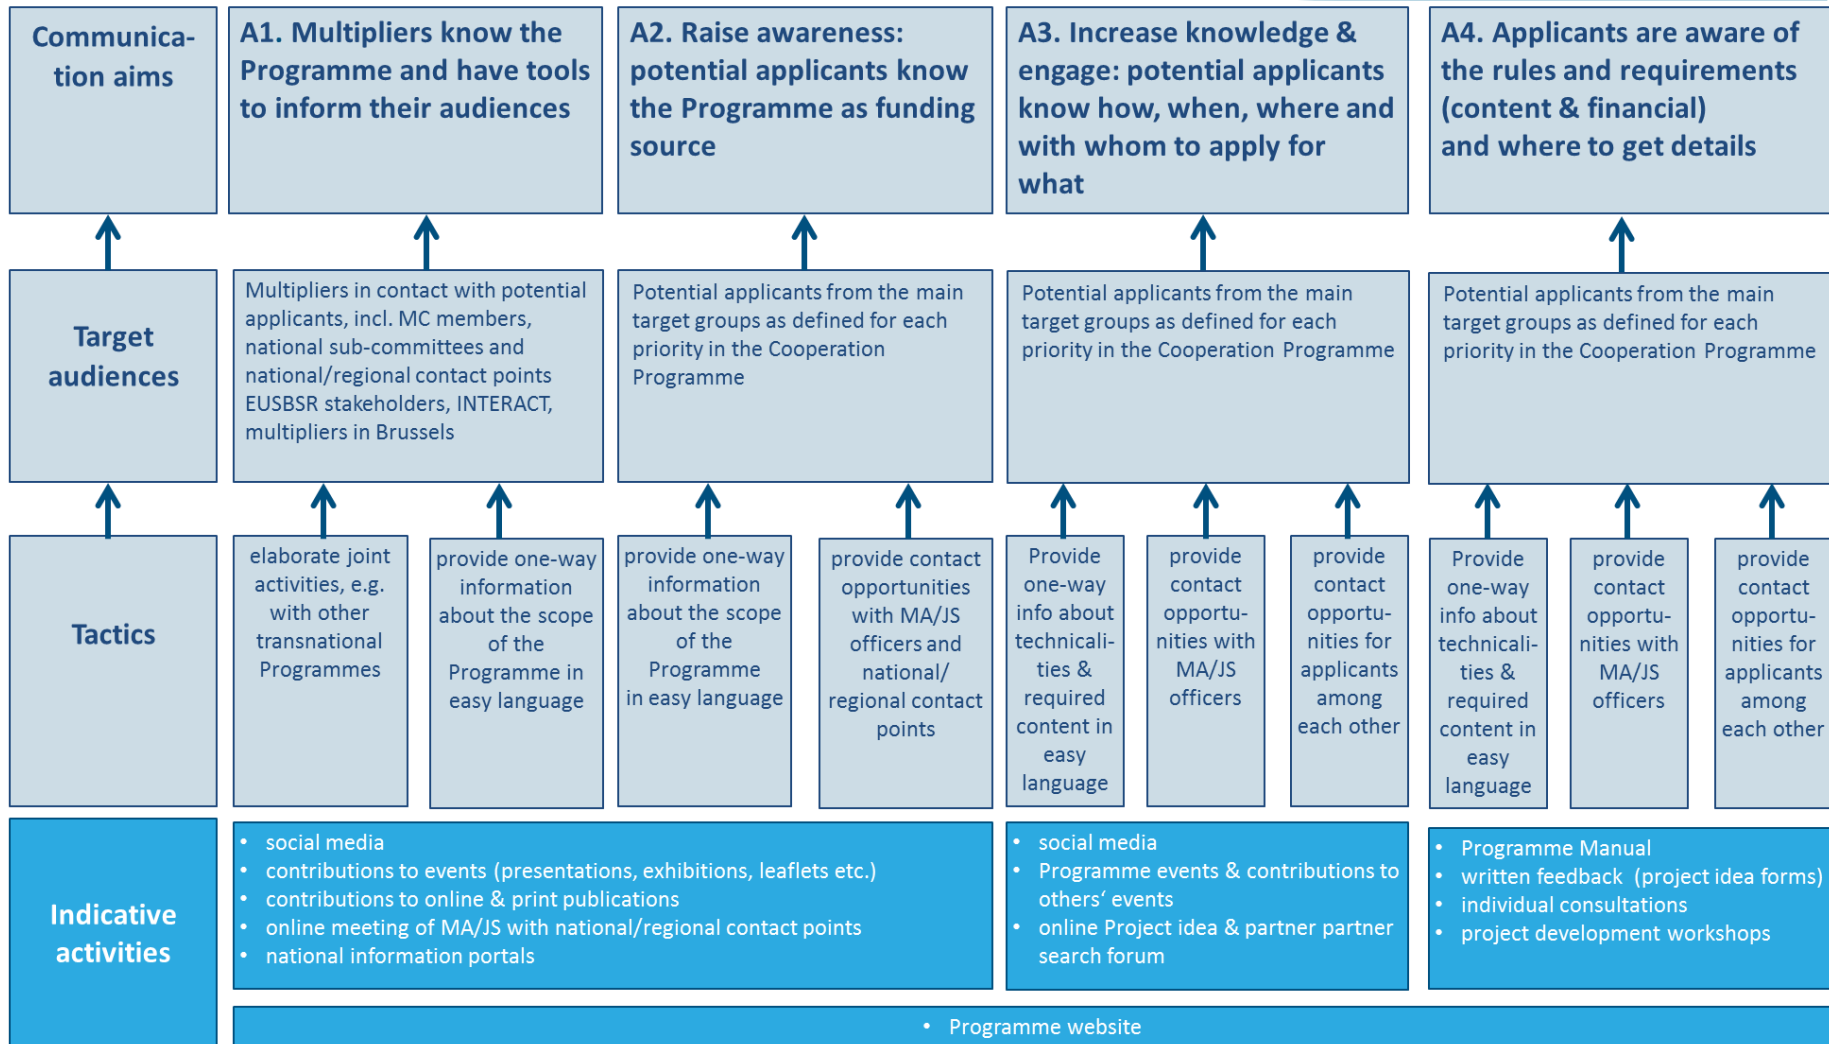 Communica-
tion aims
A1. Multipliers know the
Programme and have tools
to inform their audiences
A2. Raise awareness:
potential applicants know
the Programme as funding
source
A3. Increase knowledge &
engage: potential applicants
know how, when, where and
with whom to apply for
what
A4. Applicants are aware of
the rules and requirements
(content & financial)
and where to get details
Target
audiences
Multipliers in contact with potential
applicants, incl. MC members,
national sub-committees and
national/regional contact points
EUSBSR stakeholders, INTERACT,
multipliers in Brussels
Potential applicants from the main
target groups as defined for each
priority in the Cooperation
Programme
Potential applicants from the main
target groups as defined for each
priority in the Cooperation Programme
Potential applicants from the main
target groups as defined for each
priority in the Cooperation Programme
Tactics
elaborate joint
activities, e.g.
with other
transnational
Programmes
provide one-way
information
about the scope
of the
Programme in
easy language
provide one-way
information
about the scope
of the
Programme
in easy language
provide contact
opportunities
with MA/JS
officers and
national/
regional contact
points
Provide
one-way
info about
technicali-
ties &
required
content in
easy
language
provide
contact
opportu-
nities with
MA/JS
officers
provide
contact
opportu-
nities for
applicants
among
each other
Provide
one-way
info about
technicali-
ties &
required
content in
easy
language
provide
contact
opportu-
nities with
MA/JS
officers
provide
contact
opportu-
nities for
applicants
among
each other
Indicative
activities
• social media
• contributions to events (presentations, exhibitions, leaflets etc.)
• contributions to online & print publications
• online meeting of MA/JS with national/regional contact points
• national information portals
• social media
• Programme events & contributions to
others‘ events
• online Project idea & partner partner
search forum
• Programme Manual
• written feedback (project idea forms)
• individual consultations
• project development workshops
• Programme website